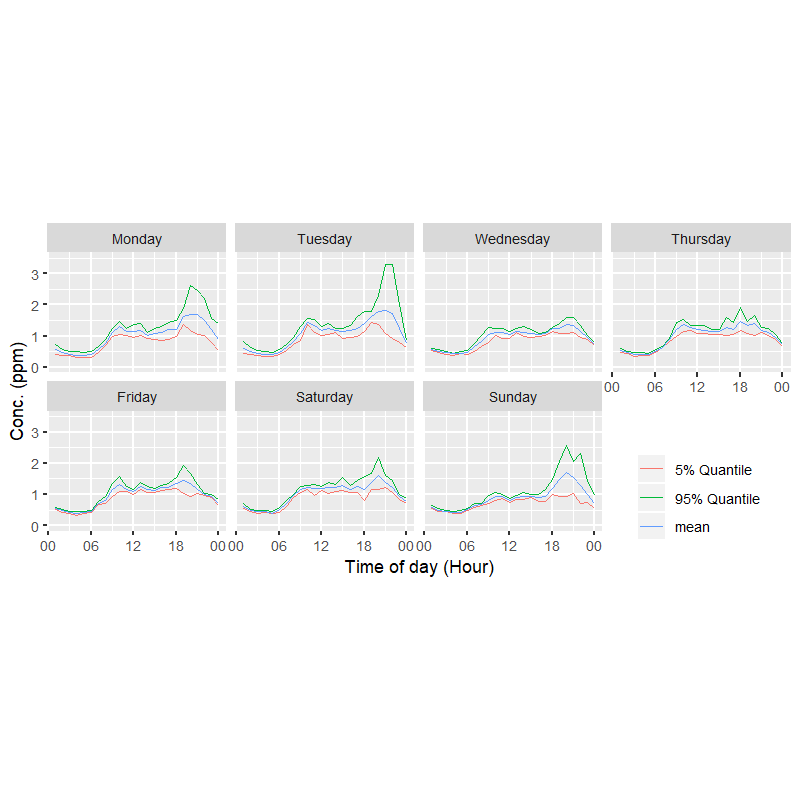 Monday Tuesday Wednesday Thursday
3
2
1
0
00 06 12 18 00
Friday Saturday Sunday
3
2
1
0
00 06 12 18 00 06 12 18 00 06 12 18 00
Time of day (Hour)
Conc. (ppm)
5% Quantile
95% Quantile
mean